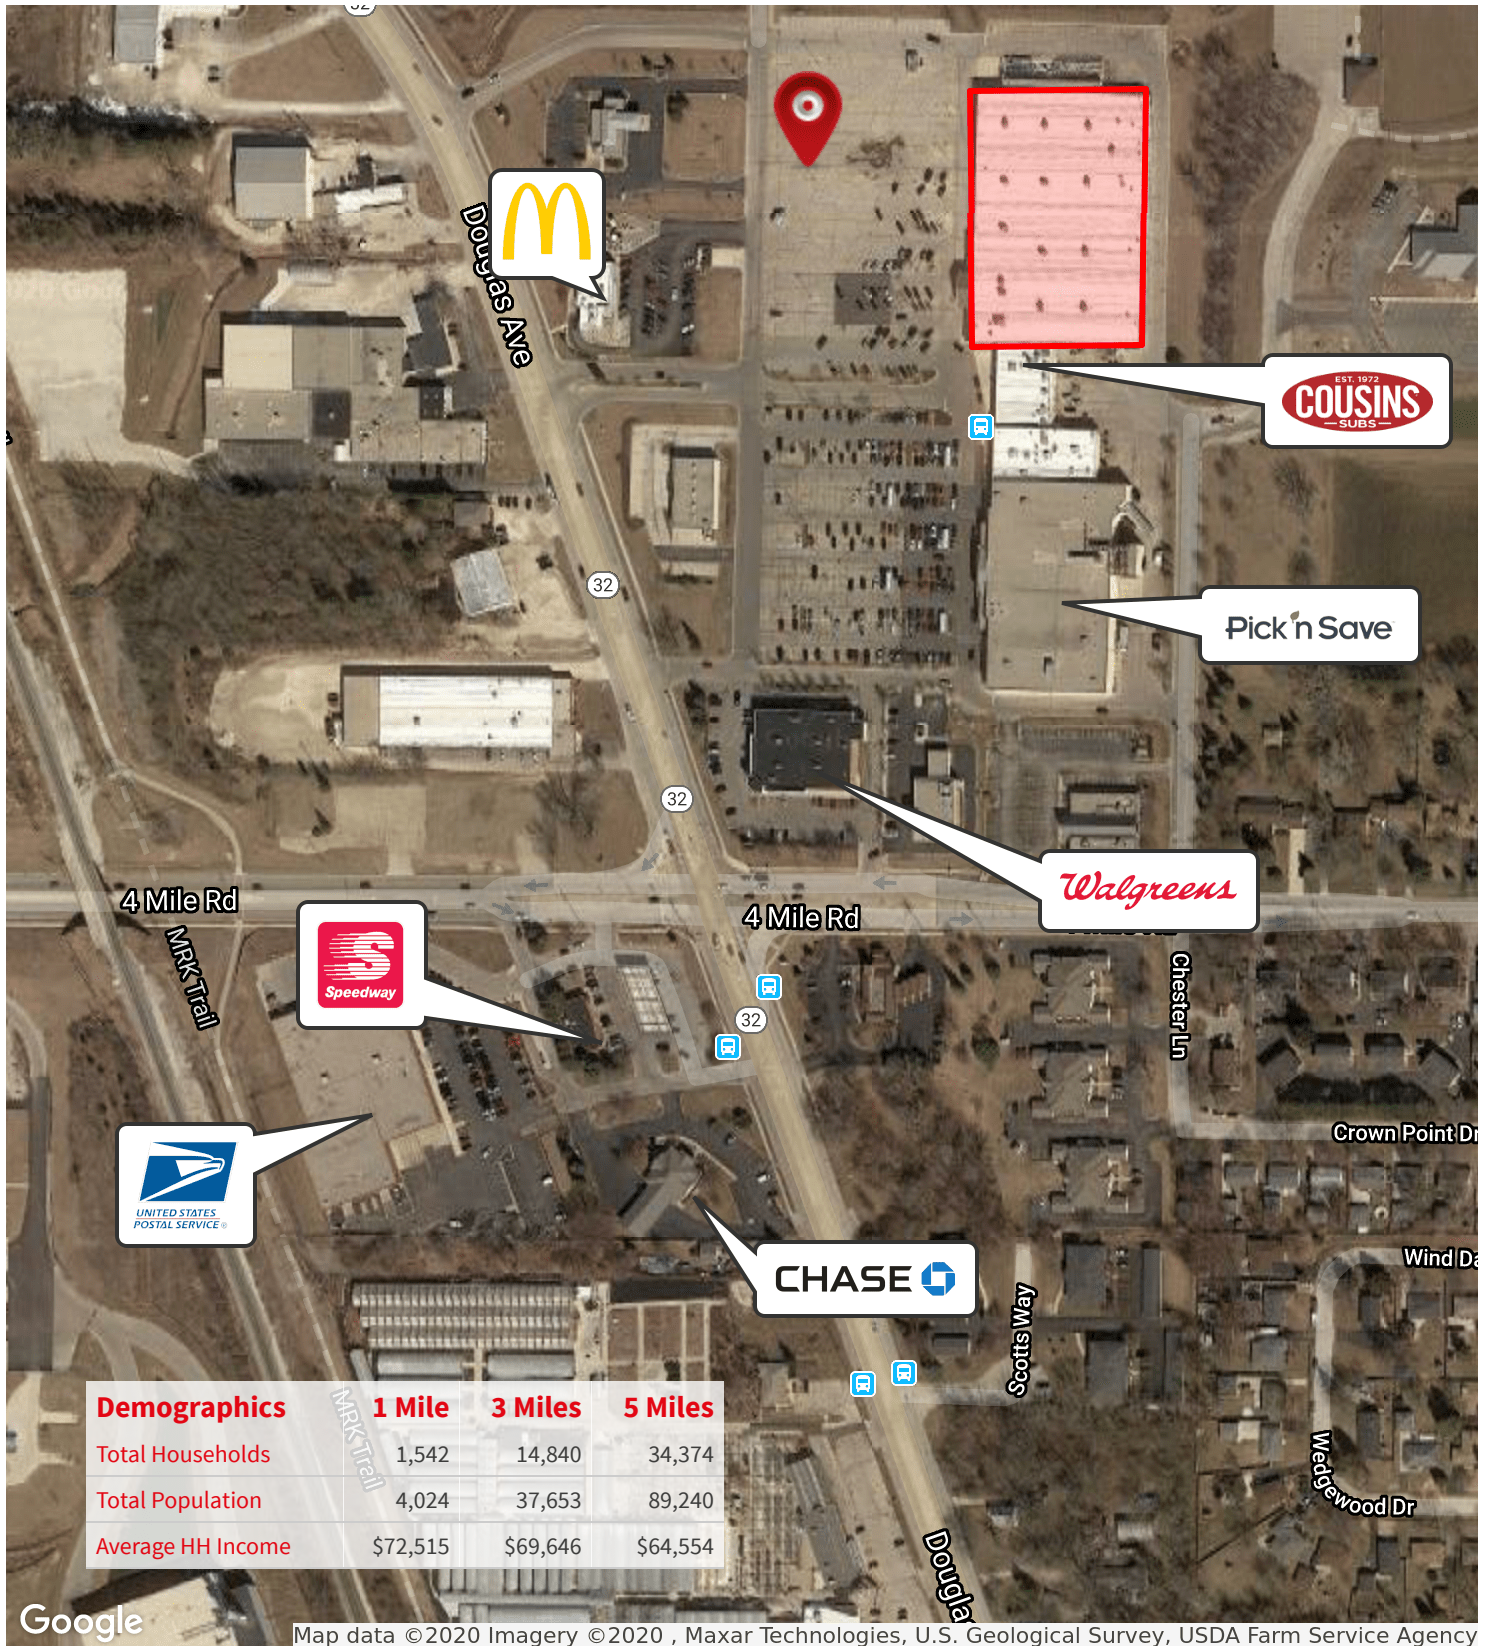 32
Douglas Ave
EST. 1972
COUSINS
SUBS
32
Pick 'n Save
32
Walgreens
4 Mile Rd
4 Mile Rd
MRK Trail
Speedway
Chester Ln
32
Crown Point Dr
UNITED STATES
POSTAL SERVICE®
CHASE
Wind Da
Scotts Way
MRK Trail
Demographics 1 Mile 3 Miles 5 Miles
Total Households 1,542 14,840 34,374
Total Population 4,024 37,653 89,240
Average HH Income $72,515 $69,646 $64,554
Wedgewood Dr
Dougla
Google
Map data ©2020 Imagery ©2020 , Maxar Technologies, U.S. Geological Survey, USDA Farm Service Agency